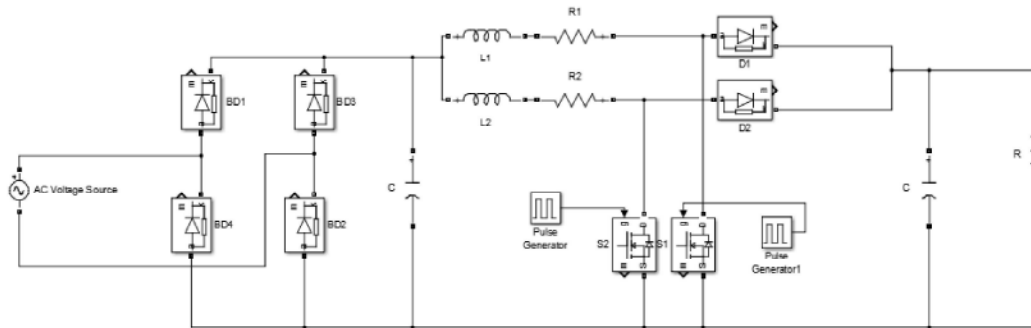 R1
L1
D1
BD1
BD3
R2
L2
D2
AC Voltage Source
C
C
R
BD4
BD2
Pulse
Generator
S2
S1
Pulse
Generator1